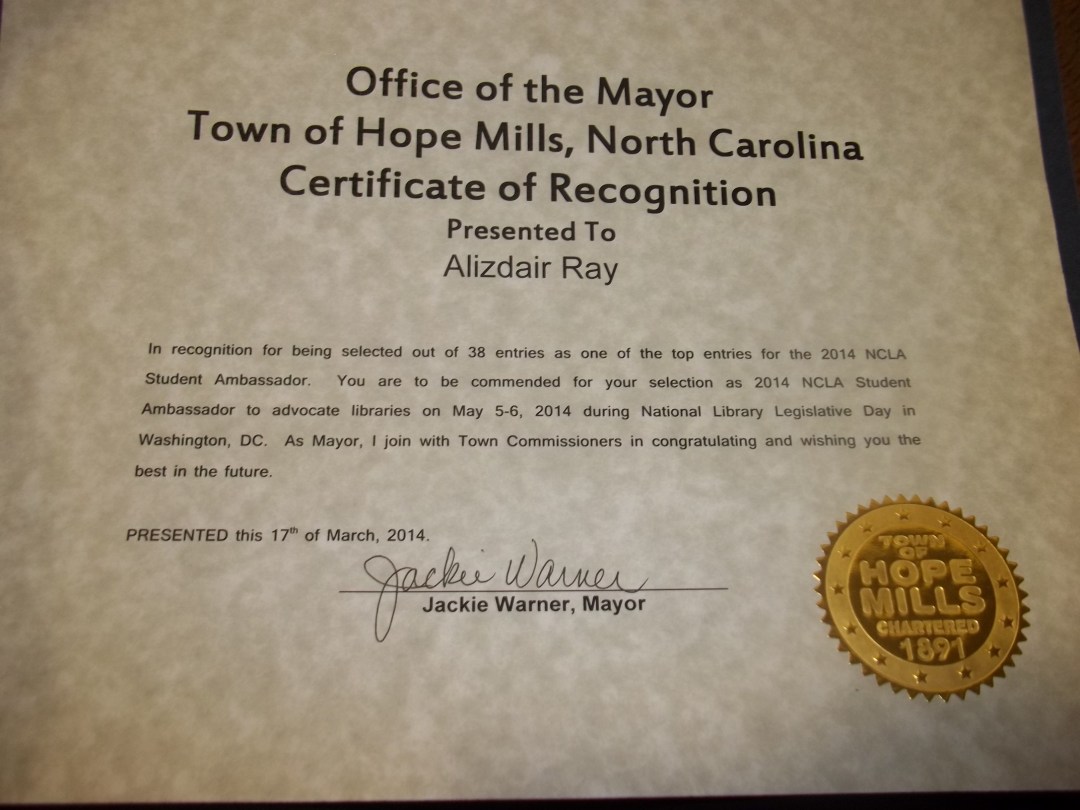 Office of the Mayor
Town of Hope Mills, North Carolina
Certificate of Recognition
Presented To
Alizdair Ray
In recognition for being selected out of 38 entries as one of the top entries for the 2014 NCLA
Student Ambassador. You are to be commended for your selection as 2014 NCLA Student
Ambassador to advocate libraries on May 5-6, 2014 during National Library Legislative Day in
Washington, DC. As Mayor, I join with Town Commissioners in congratulating and wishing you the
best in the future.
PRESENTED this 17th of March, 2014.
Jackie Warner
Jackie Warner, Mayor
TOWN
OF
HOPE
MILLS
CHARTERED
1891